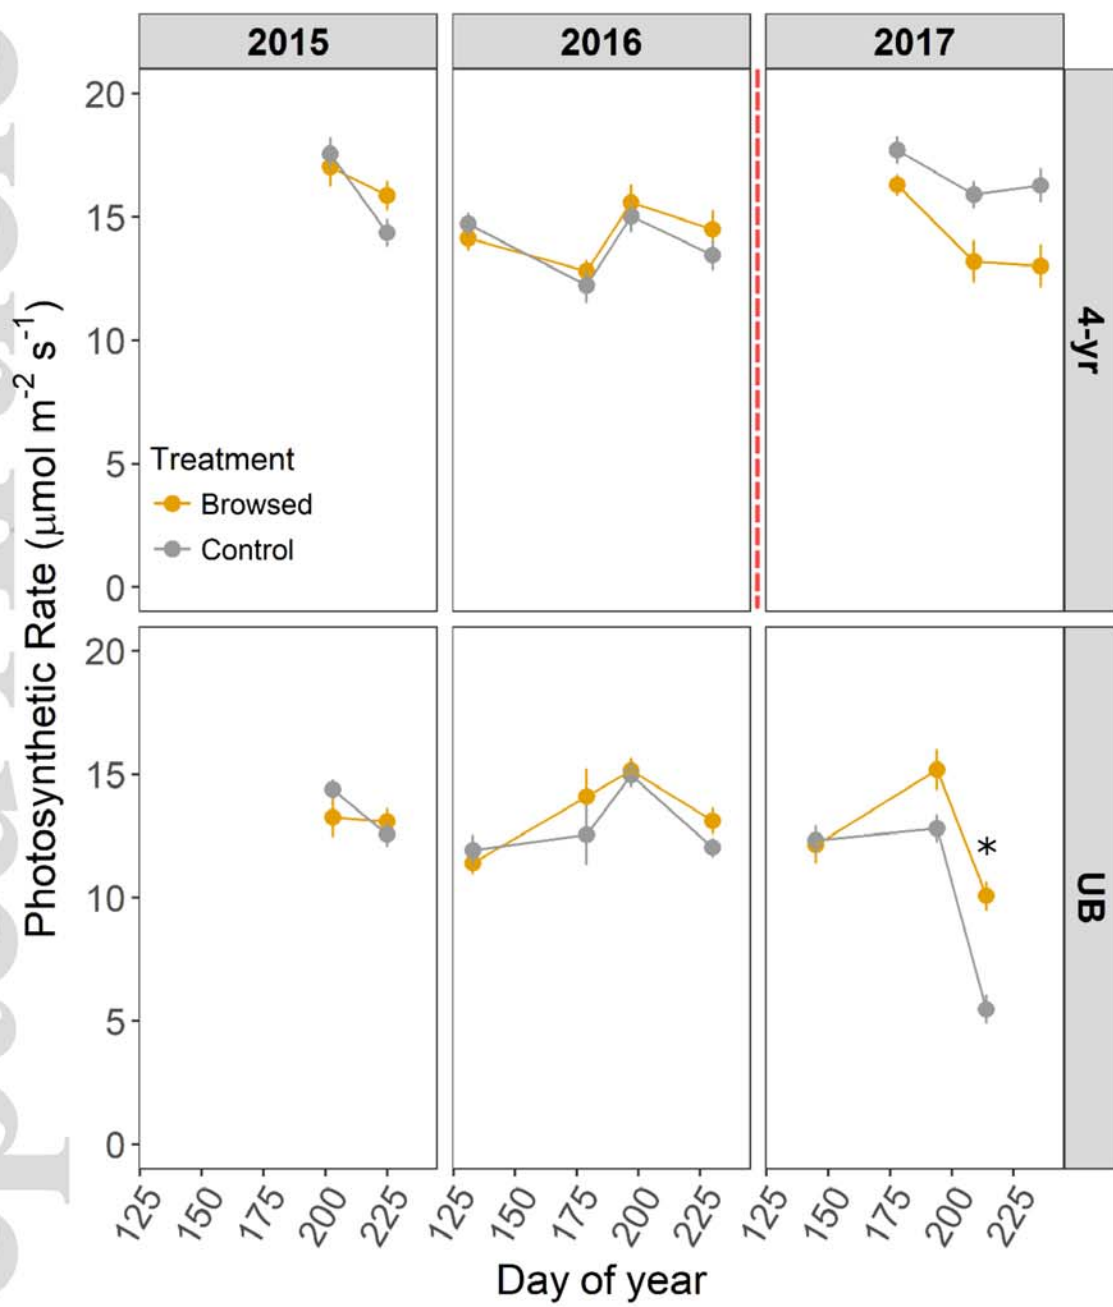 2015 2016 2017
20
15
10
5
0
Treatment
Browsed
Control
4-yr
20
15
10
5
0
*
UB
125 150 175 200 225 125 150 175 200 225 125 150 175 200 225
Day of year
Photosynthetic Rate (μmol m⁻² s⁻¹)